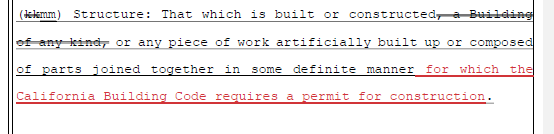 (kkmm) Structure: That which is built or constructed, a Building
of any kind, or any piece of work artificially built up or composed
of parts joined together in some definite manner for which the
California Building Code requires a permit for construction.